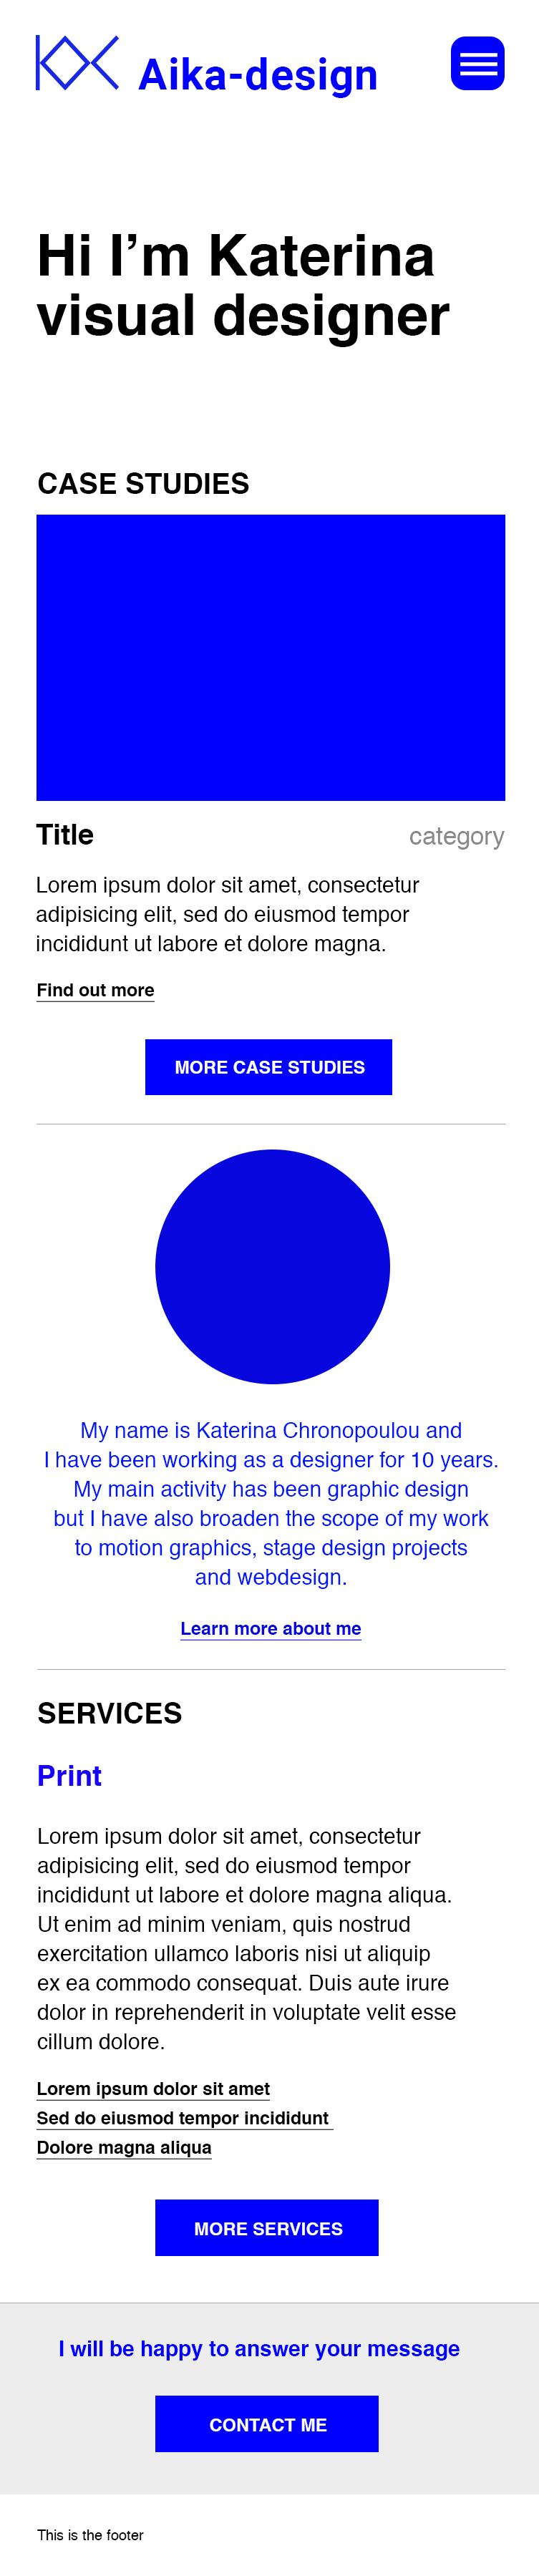 Aika-design
Hi I’m Katerina
visual designer
CASE STUDIES
Title
category
Lorem ipsum dolor sit amet, consectetur
adipisicing elit, sed do eiusmod tempor
incididunt ut labore et dolore magna.
Find out more
MORE CASE STUDIES
My name is Katerina Chronopoulou and
I have been working as a designer for 10 years.
My main activity has been graphic design
but I have also broaden the scope of my work
to motion graphics, stage design projects
and webdesign.
Learn more about me
SERVICES
Print
Lorem ipsum dolor sit amet, consectetur
adipisicing elit, sed do eiusmod tempor
incididunt ut labore et dolore magna aliqua.
Ut enim ad minim veniam, quis nostrud
exercitation ullamco laboris nisi ut aliquip
ex ea commodo consequat. Duis aute irure
dolor in reprehenderit in voluptate velit esse
cillum dolore.
Lorem ipsum dolor sit amet
Sed do eiusmod tempor incididunt
Dolore magna aliqua
MORE SERVICES
I will be happy to answer your message
CONTACT ME
This is the footer